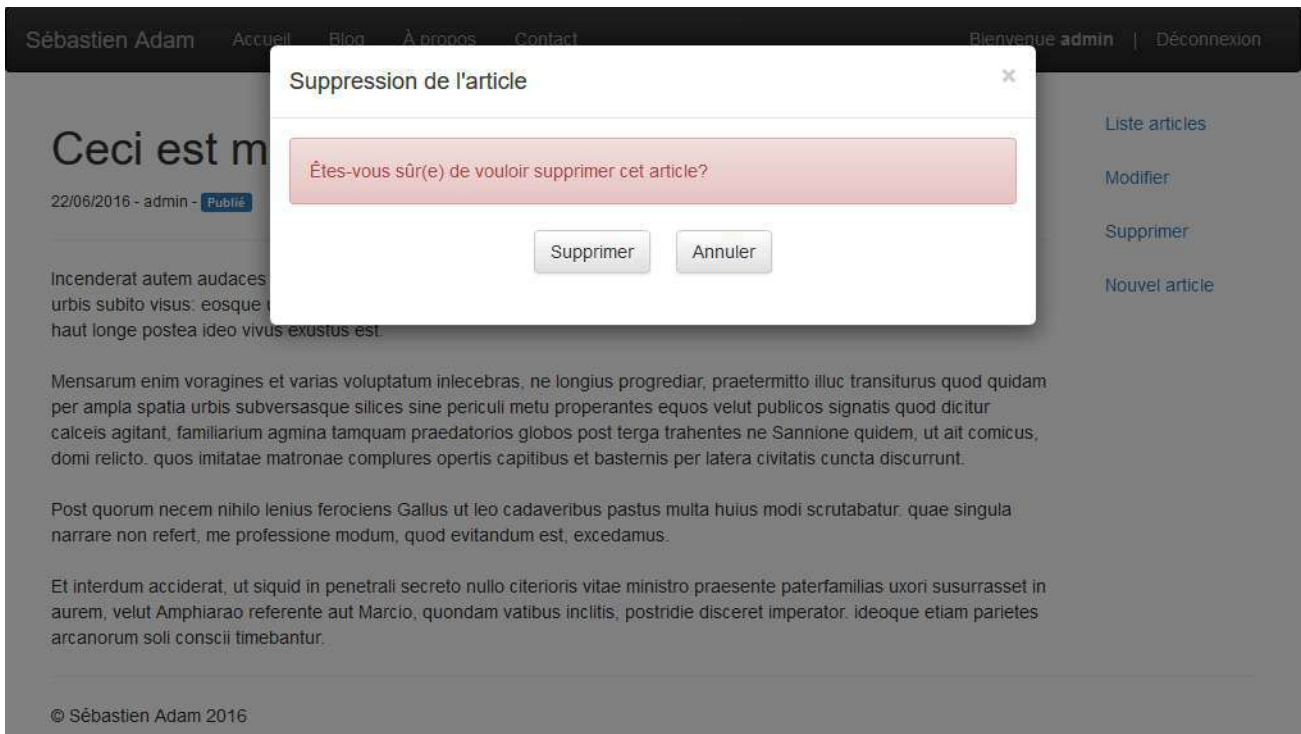 Sébastien Adam Accueil Blog À propos Contact Bienvenue admin | Déconnexion
Suppression de l'article ×
Êtes-vous sûr(e) de vouloir supprimer cet article?
Supprimer Annuler
Ceci est m
22/06/2016 - admin - Publié
Liste articles
Modifier
Supprimer
Nouvel article
Incenderat autem audaces
urbis subito visus: eosque
haut longe postea ideo vivus exustus est.
Mensarum enim voragines et varias voluptatum inlecebras, ne longius progrediar, praetermitto illuc transiturus quod quidam
per ampla spatia urbis subversasque silices sine periculi metu properantes equos velut publicos signatis quod dicitur
calceis agitant, familiarium agmina tamquam praedatorios globos post terga trahentes ne Sannione quidem, ut ait comicus,
domi relicto. quos imitatae matronae complures opertis capitibus et basternis per latera civitatis cuncta discurrunt.
Post quorum necem nihilo lenius ferociens Gallus ut leo cadaveribus pastus multa huius modi scrutabatur. quae singula
narrare non refert, me professione modum, quod evitandum est, excedamus.
Et interdum acciderat, ut siquid in penetrali secreto nullo citerioris vitae ministro praesente paterfamilias uxori susurrasset in
aurem, velut Amphiarao referente aut Marcio, quondam vatibus inclitis, postridie disceret imperator. ideoque etiam parietes
arcanorum soli conscii timebantur.
© Sébastien Adam 2016